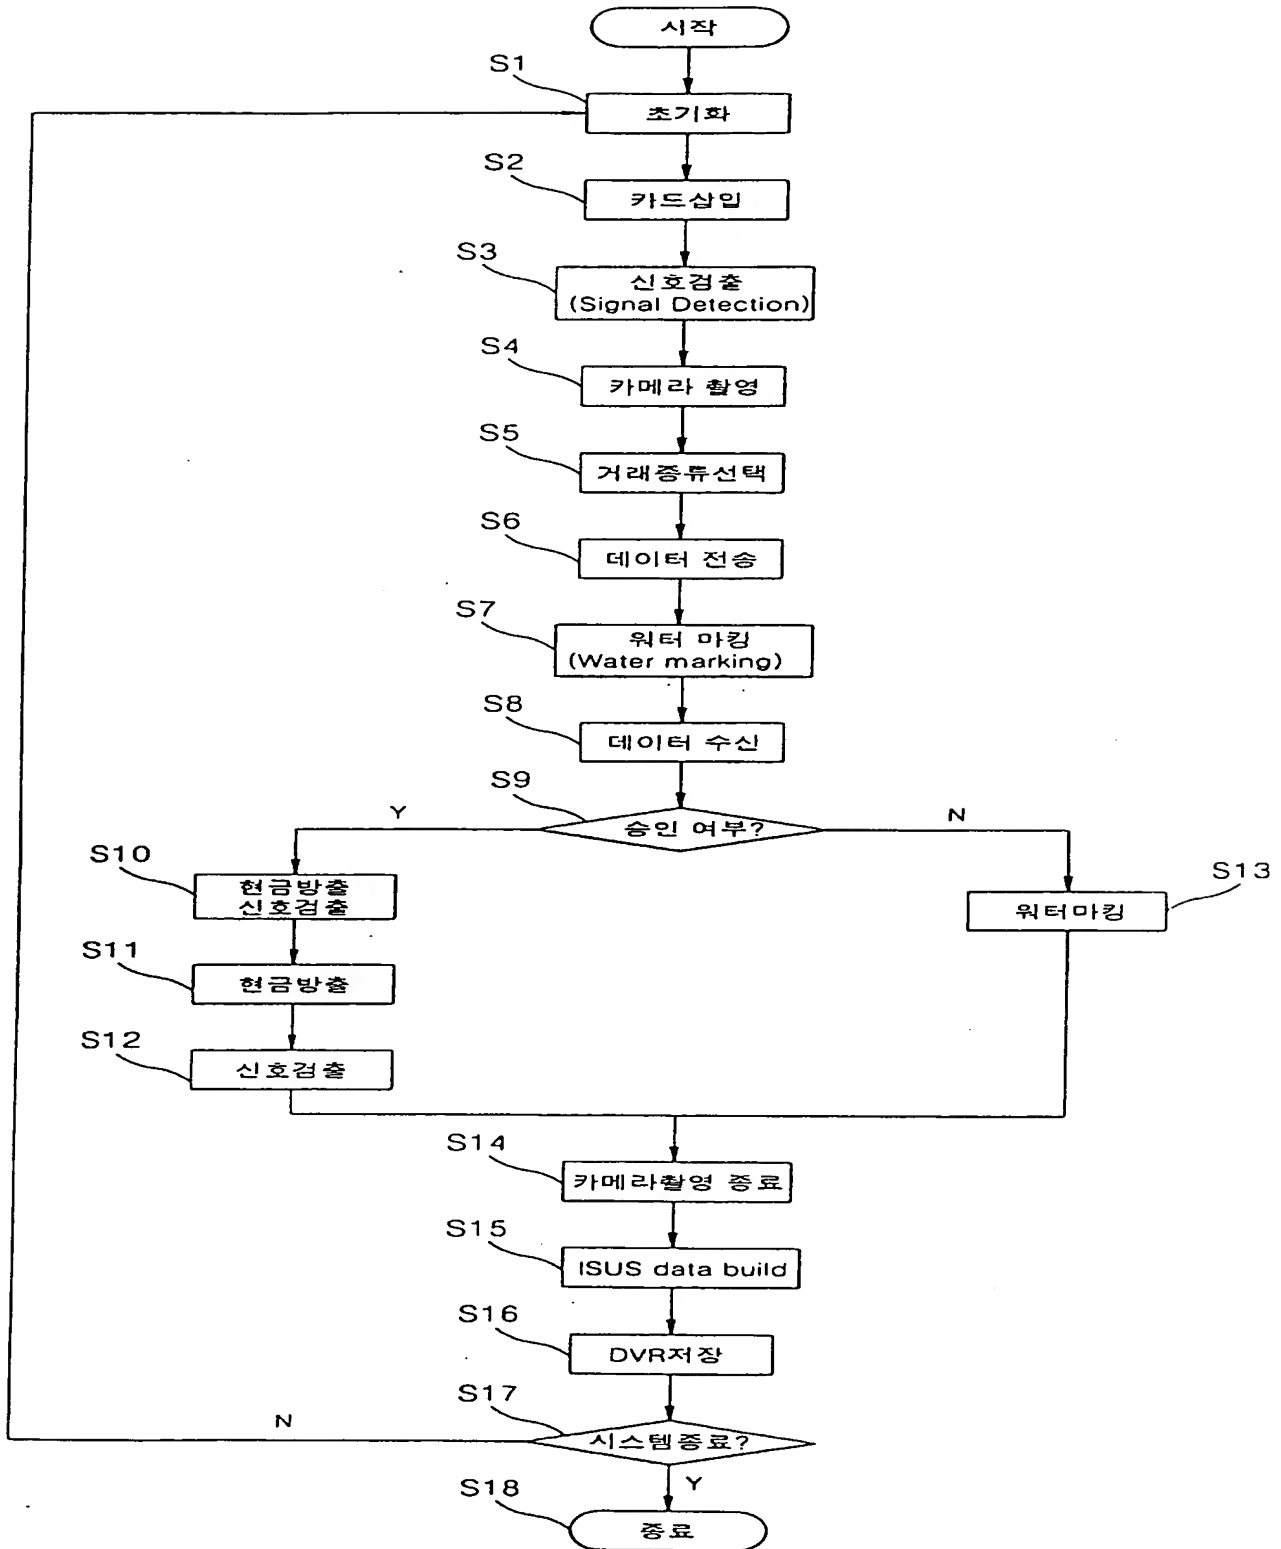 시작
S1
초기화
S2
카드삽입
S3
신호검출
(Signal Detection)
S4
카메라 촬영
S5
거래종류선택
S6
데이터 전송
S7
워터 마킹
(Water marking)
S8
데이터 수신
S9
승인 여부?
Y
N
S10
현금방출
신호검출
S13
워터마킹
S11
현금방출
S12
신호검출
S14
카메라촬영 종료
S15
ISUS data build
S16
DVR저장
S17
시스템종료?
N
Y
S18
종료